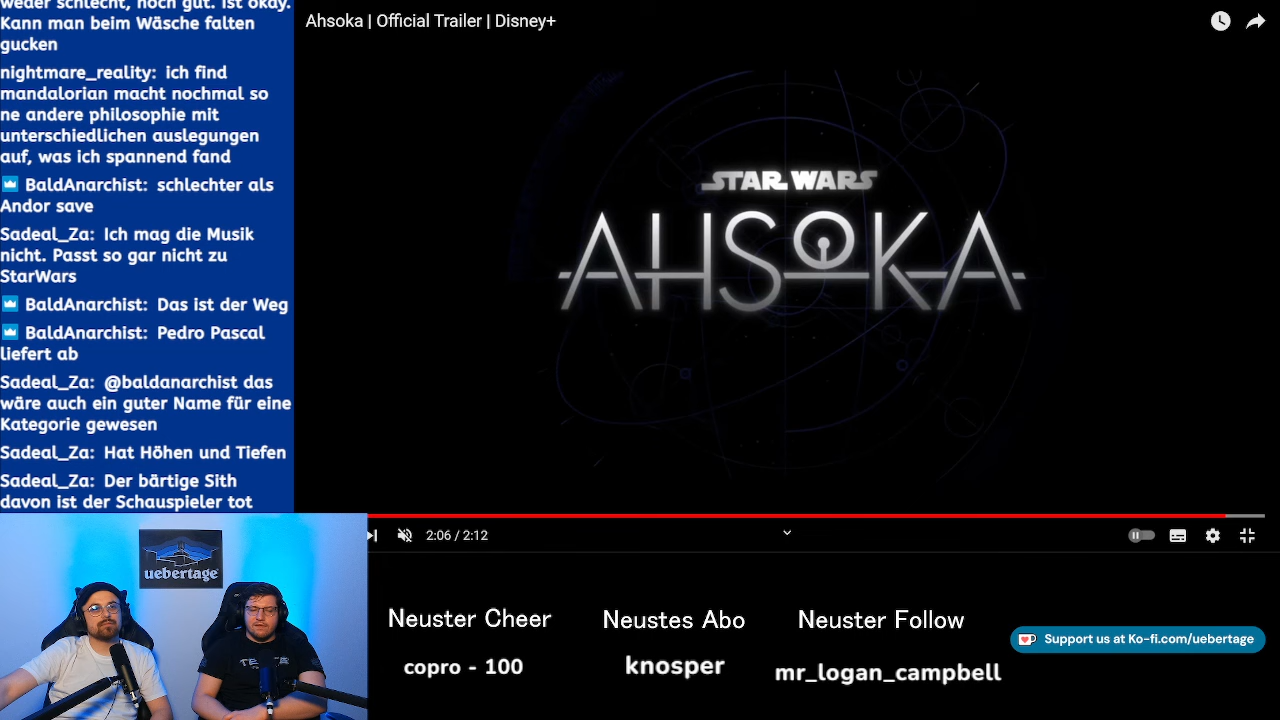 weder schlecht, noch gut. Ist okay.
Kann man beim Wäsche falten
gucken
nightmare_reality: ich find
mandalorian macht nochmal so
ne andere philosophie mit
unterschiedlichen auslegungen
auf, was ich spannend fand
BaldAnarchist: schlechter als
Andor save
Sadeal_Za: Ich mag die Musik
nicht. Passt so gar nicht zu
StarWars
BaldAnarchist: Das ist der Weg
BaldAnarchist: Pedro Pascal
liefert ab
Sadeal_Za: @baldanarchist das
wäre auch ein guter Name für eine
Kategorie gewesen
Sadeal_Za: Hat Höhen und Tiefen
Sadeal_Za: Der bärtige Sith
davon ist der Schauspieler tot
Ahsoka | Official Trailer | Disney+
STAR WARS
AHSOKA
2:06 / 2:12
uebertage
Neuster Cheer
copro - 100
Neustes Abo
knosper
Neuster Follow
mr_logan_campbell
Support us at Ko-fi.com/uebertage